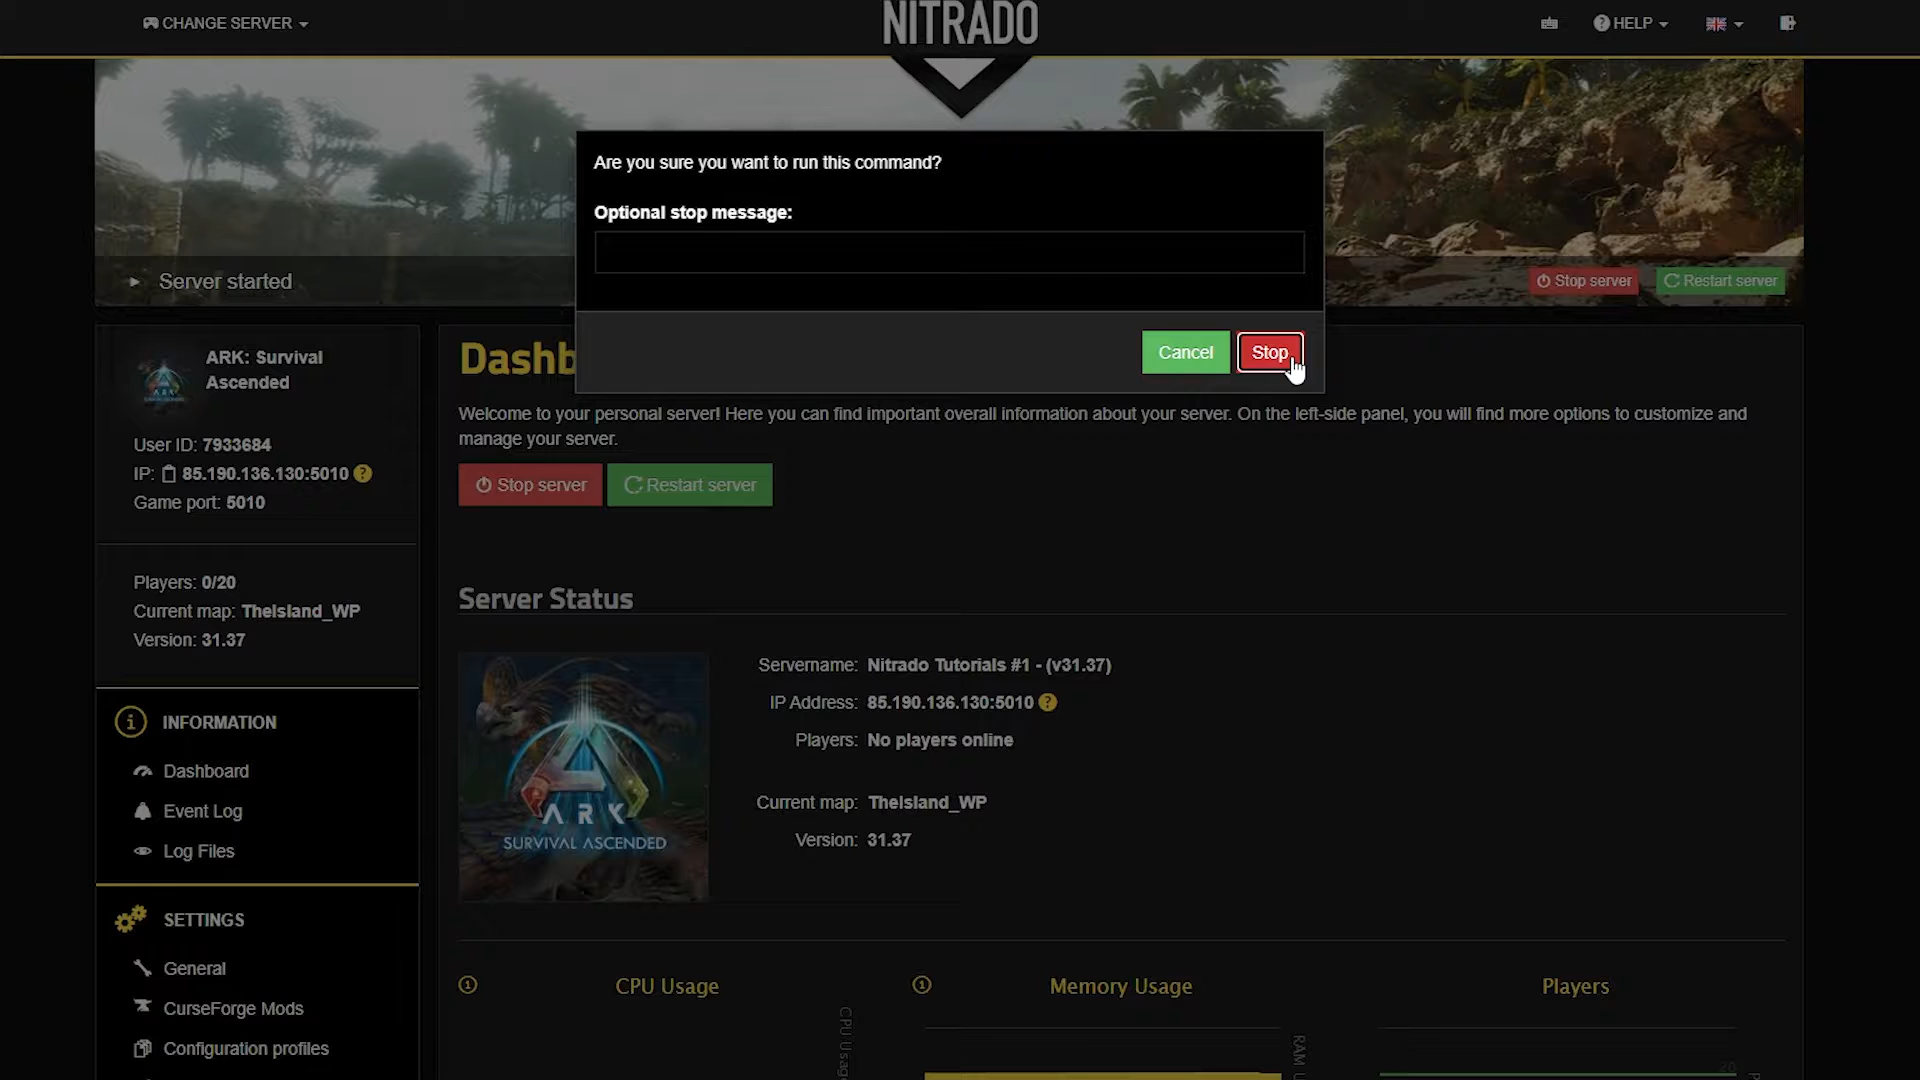 CHANGE SERVER
NITRADO
HELP
Are you sure you want to run this command?
Optional stop message:
Server started
Stop server
Restart server
Cancel
Stop
ARK: Survival
Ascended
User ID: 7933684
IP: 85.190.136.130:5010
Game port: 5010
Players: 0/20
Current map: TheIsland_WP
Version: 31.37
INFORMATION
Dashboard
Event Log
Log Files
SETTINGS
General
CurseForge Mods
Configuration profiles
Dashb
Welcome to your personal server! Here you can find important overall information about your server. On the left-side panel, you will find more options to customize and
manage your server.
Stop server
Restart server
Server Status
ARK
SURVIVAL ASCENDED
Servername: Nitrado Tutorials #1 - (v31.37)
IP Address: 85.190.136.130:5010
Players: No players online
Current map: TheIsland_WP
Version: 31.37
CPU Usage
Memory Usage
Players
CPU Usag
RAM U
20
P